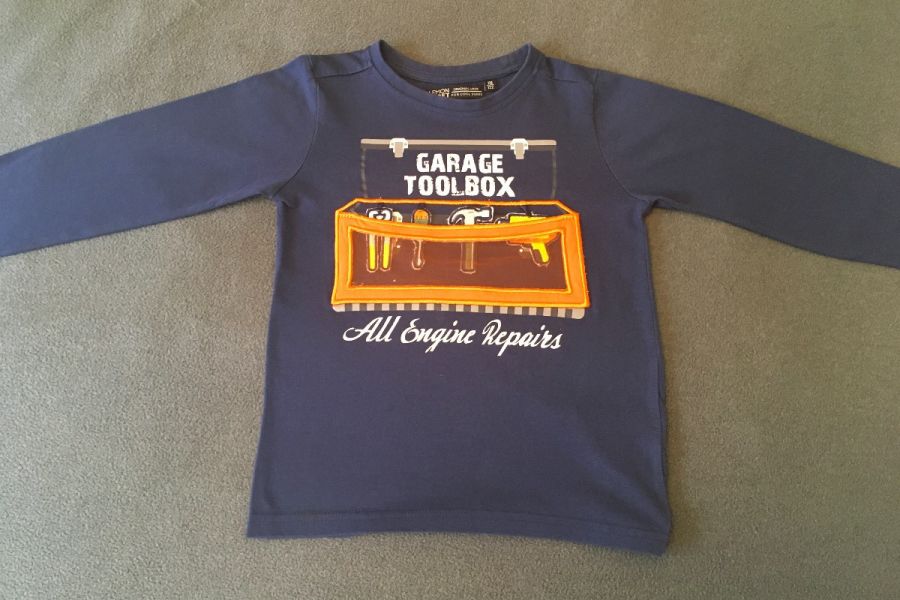 GARAGE
TOOLBOX
All Engine Repairs